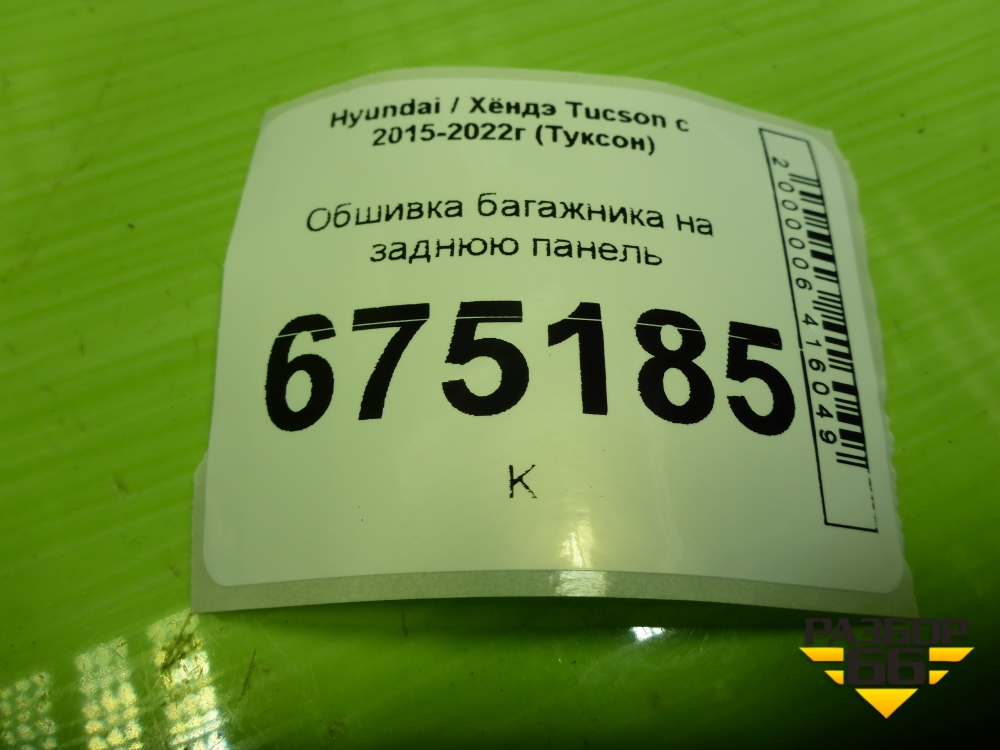 Hyundai / Хёндэ Tucson с
2015-2022г (Туксон)
Обшивка багажника на
заднюю панель
675185
К
2000006416049
РАЗБОР
66